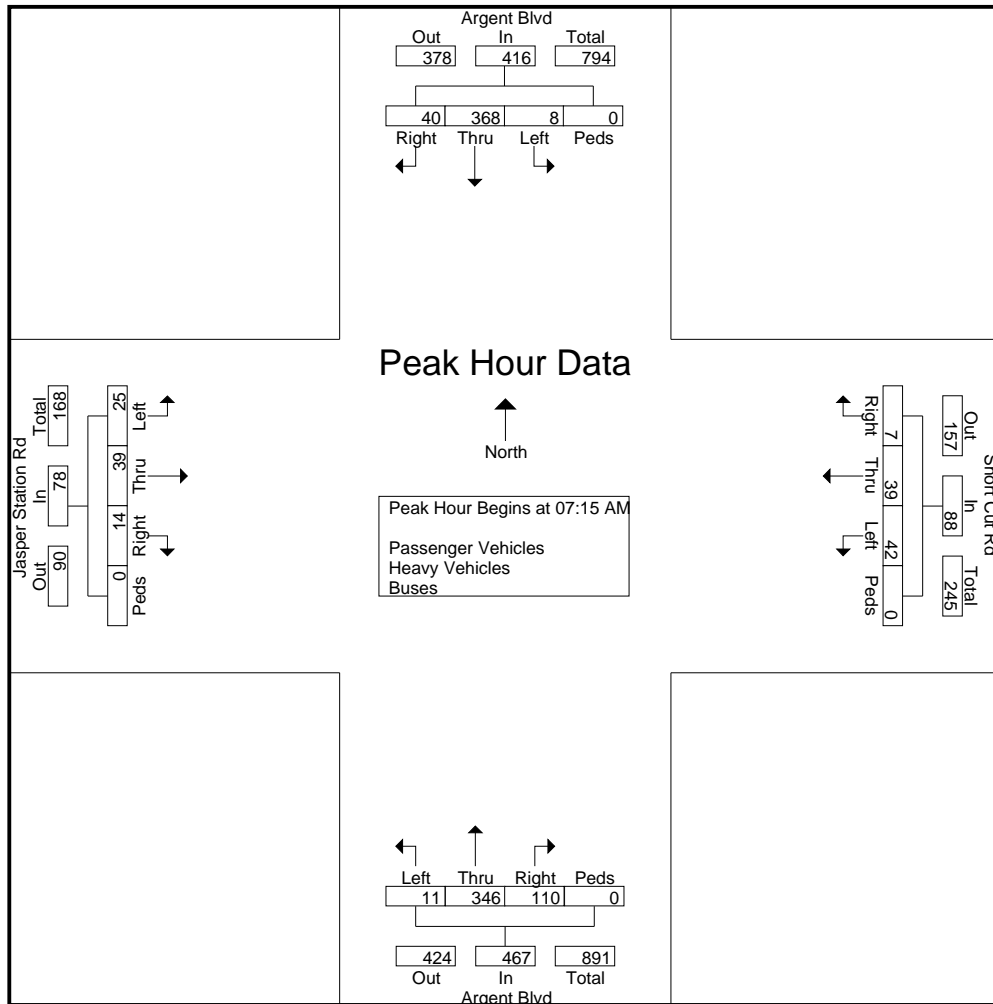 Argent Blvd
Out In Total
378 416 794
40 368 8 0
Right Thru Left Peds
Peak Hour Data
North
Peak Hour Begins at 07:15 AM
Passenger Vehicles
Heavy Vehicles
Buses
Jasper Station Rd
Total In Out
168 78 90
25 39 14 0
Left Thru Right Peds
Short Cut Rd
Out In Total
157 88 245
7 39 42 0
Right Thru Left Peds
Left Thru Right Peds
11 346 110 0
424 467 891
Out In Total
Argent Blvd